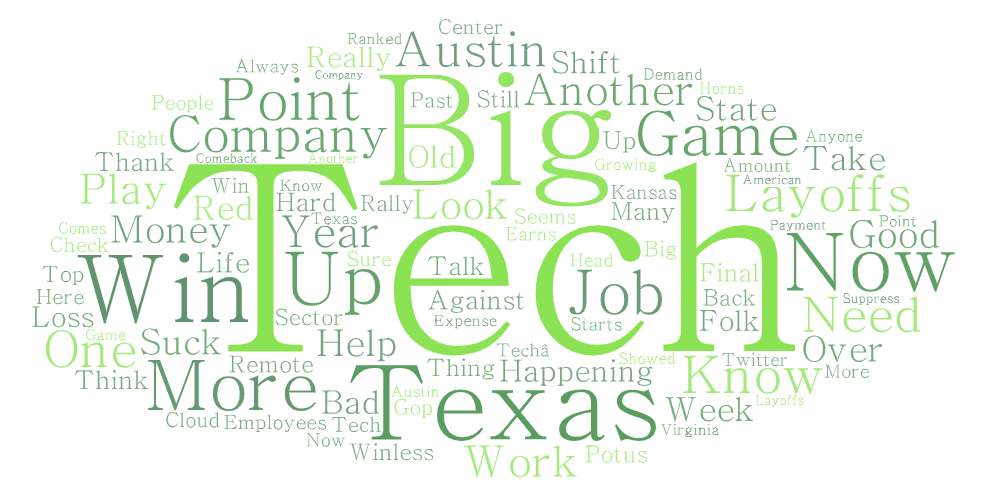 Center
Ranked
Austin
Really
Shift
Always
Company
Demand
Horns
Point
Big
Past
Still
Another
State
People
Company
Old
Up
Game
Anyone
Right
Thank
Comeback
Another
Growing
Amount
Take
American
Play
Tech
Win
Know
Hard
Rally
Look
Kansas
Many
Layoffs
Red
Texas
Seems
Earns
Payment
Point
Comes
Check
Money
Year
Sure
Big
Now
Good
Top
Win
Life
Up
Talk
Head
Job
Final
Here
Loss
Against
Expense
Starts
Back
Folk
Suppress
Need
Sector
Game
One
Suck
Help
Techâ
Showed
Twitter
Over
Think
Remote
Thing
Happening
Know
More
More
Bad
Texas
Austin
Gop
Week
Layoffs
Cloud
Employees
Tech
Virginia
Now
Winless
Work
Potus